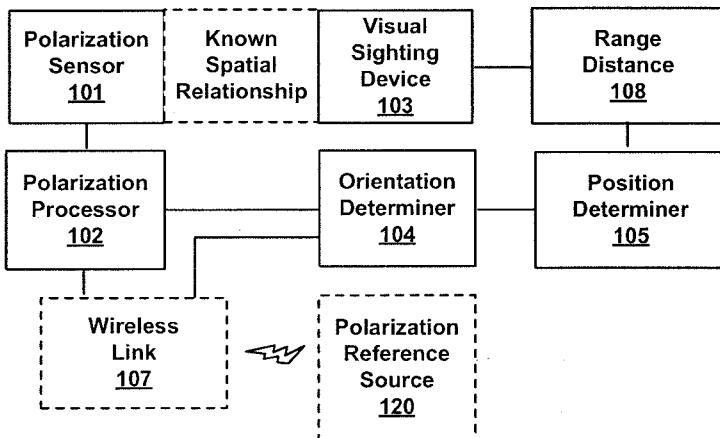 Polarization
Sensor
101
Known
Spatial
Relationship
Visual
Sighting
Device
103
Range
Distance
108
Polarization
Processor
102
Orientation
Determiner
104
Position
Determiner
105
Wireless
Link
107
Polarization
Reference
Source
120